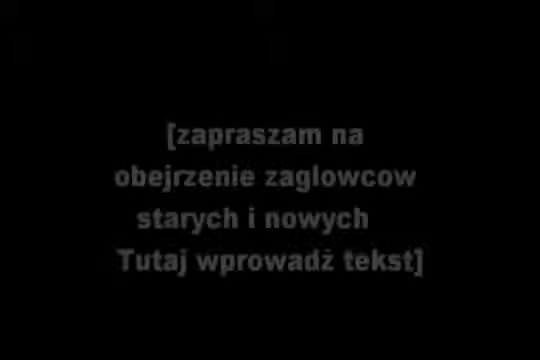 [zapraszam na
obejrzenie zaglowcow
starych i nowych
Tutaj wprowadź tekst]